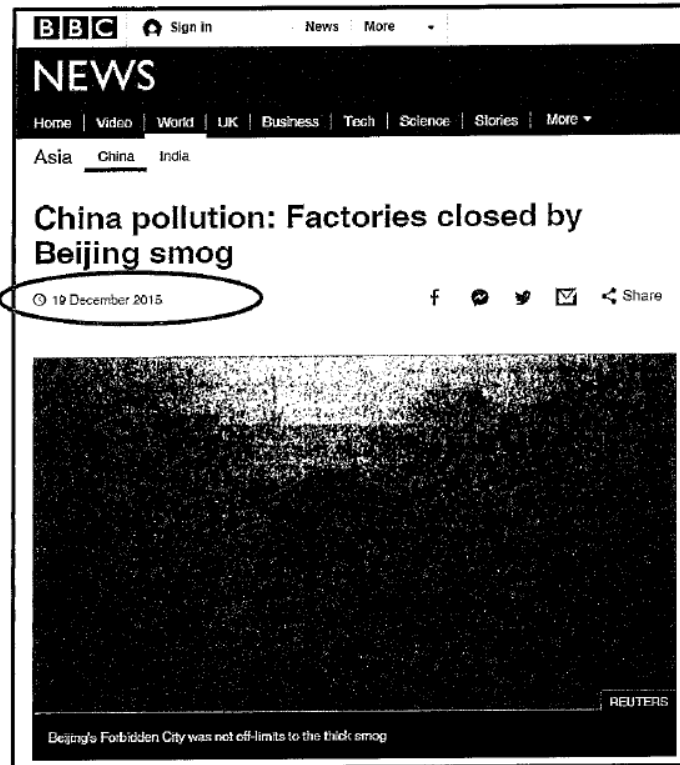 BBC Sign in News More
NEWS
Home Video World UK Business Tech Science Stories More
Asia China India
China pollution: Factories closed by
Beijing smog
19 December 2015
f Share
REUTERS
Beijing's Forbidden City was not off-limits to the thick smog